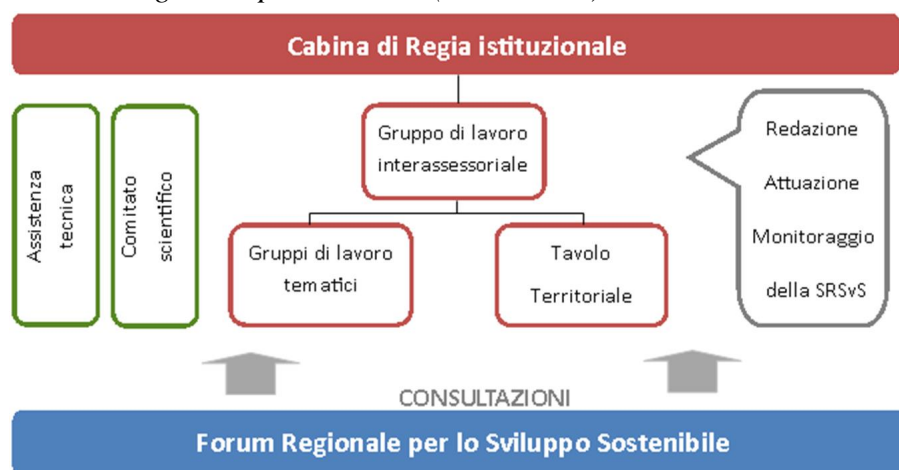 Cabina di Regia istituzionale
Assistenza
tecnica
Comitato
scientifico
Gruppo di lavoro
interassessoriale
Gruppi di lavoro
tematici
Tavolo
Territoriale
Redazione
Attuazione
Monitoraggio
della SRSvS
CONSULTAZIONI
Forum Regionale per lo Sviluppo Sostenibile